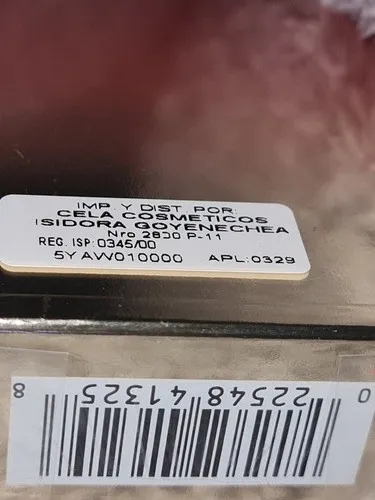 IMP. Y DIST. POR:
CELA COSMETICOS
ISIDORA GOYENECHEA
Nro 2800 P-11
REG. ISP:0345/00
5YAW010000 APL:0329
0 22548 41325 8